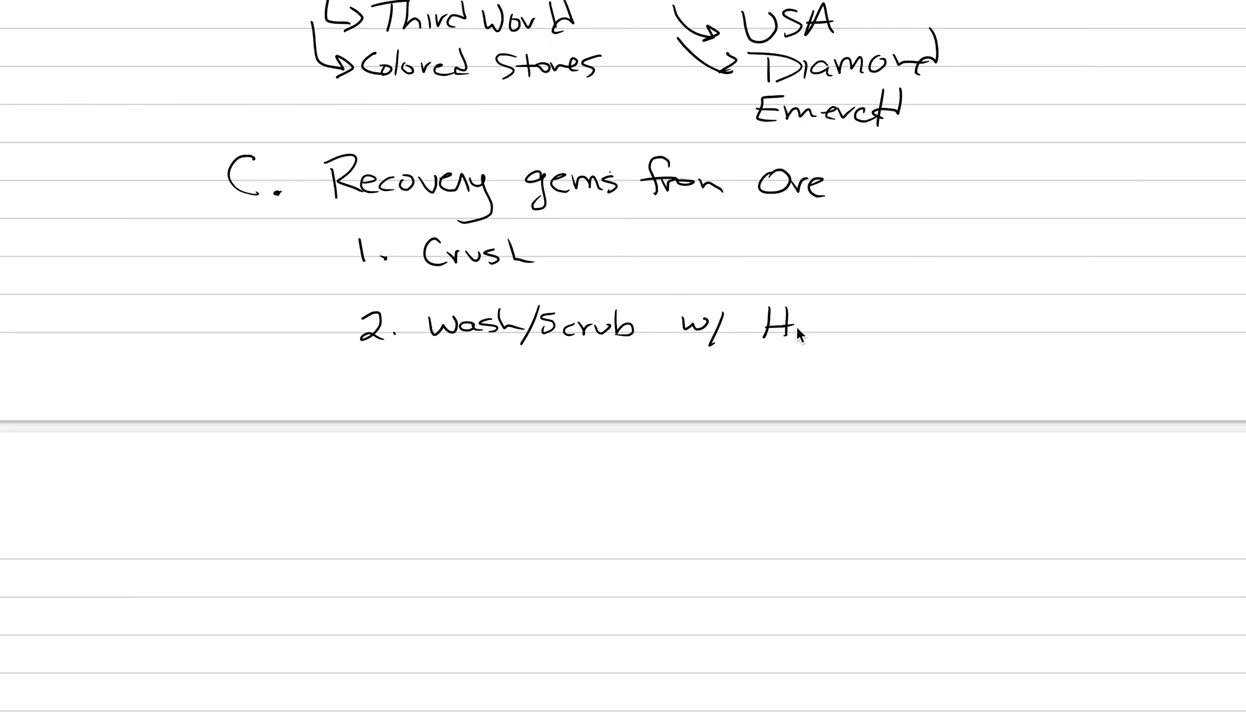 ↳ Third World
↳ Colored Stones
↘ USA
↘ Diamond
Emerald
C. Recovery gems from Ore
1. Crush
2. Wash/Scrub w/ H